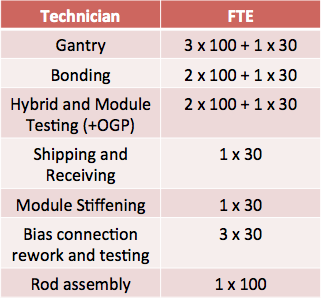 Technician FTE
Gantry 3 x 100 + 1 x 30
Bonding 2 x 100 + 1 x 30
Hybrid and Module
Testing (+OGP) 2 x 100 + 1 x 30
Shipping and
Receiving 1 x 30
Module Stiffening 1 x 30
Bias connection
rework and testing 3 x 30
Rod assembly 1 x 100